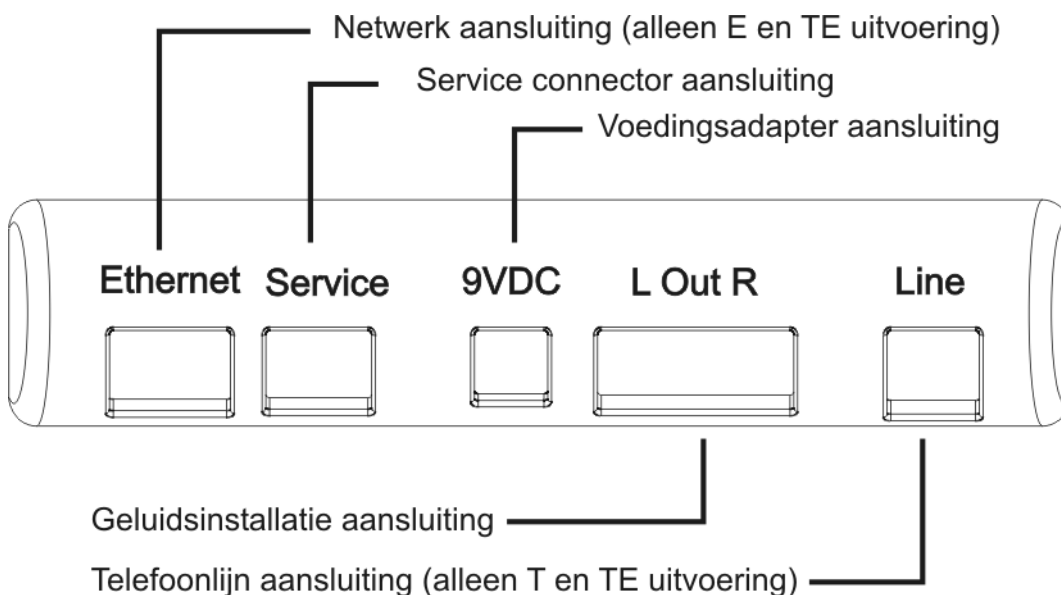 Netwerk aansluiting (alleen E en TE uitvoering)
Service connector aansluiting
Voedingsadapter aansluiting
Ethernet Service 9VDC L Out R Line
Geluidsinstallatie aansluiting
Telefoonlijn aansluiting (alleen T en TE uitvoering)